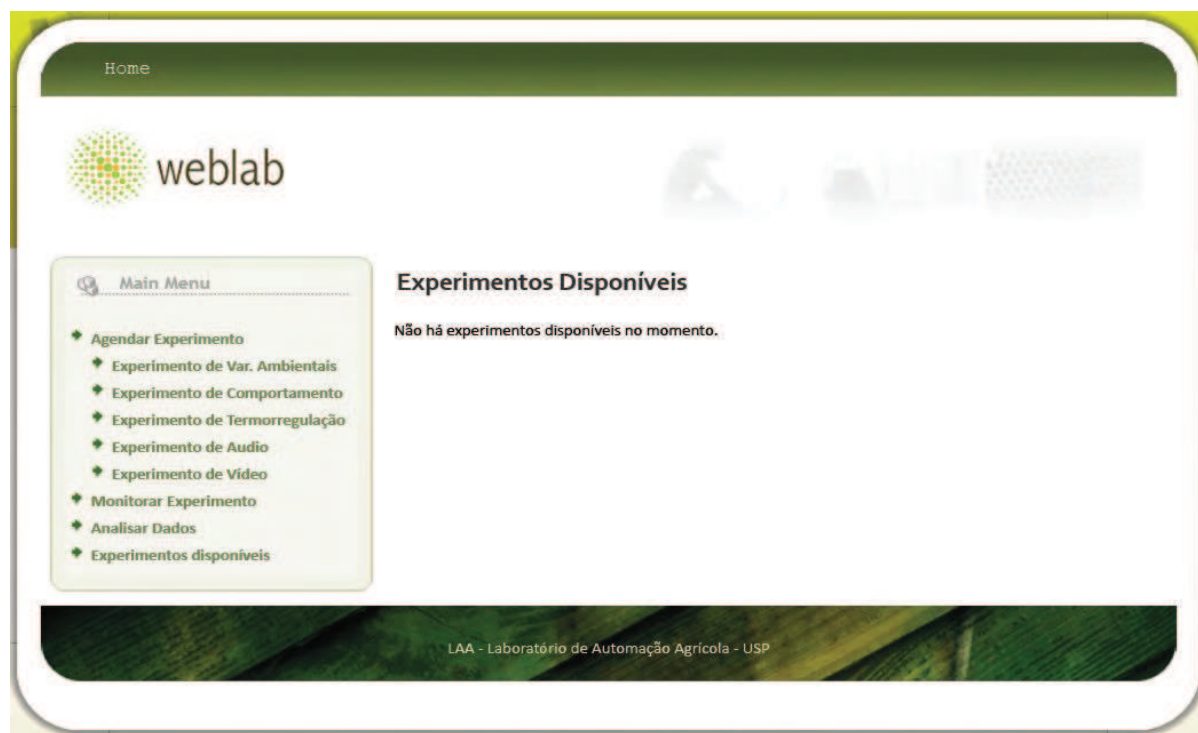 Home
weblab
Main Menu
Agendar Experimento
Experimento de Var. Ambientais
Experimento de Comportamento
Experimento de Termorregulação
Experimento de Audio
Experimento de Vídeo
Monitorar Experimento
Analisar Dados
Experimentos disponíveis
Experimentos Disponíveis
Não há experimentos disponíveis no momento.
LAA - Laboratório de Automação Agrícola - USP